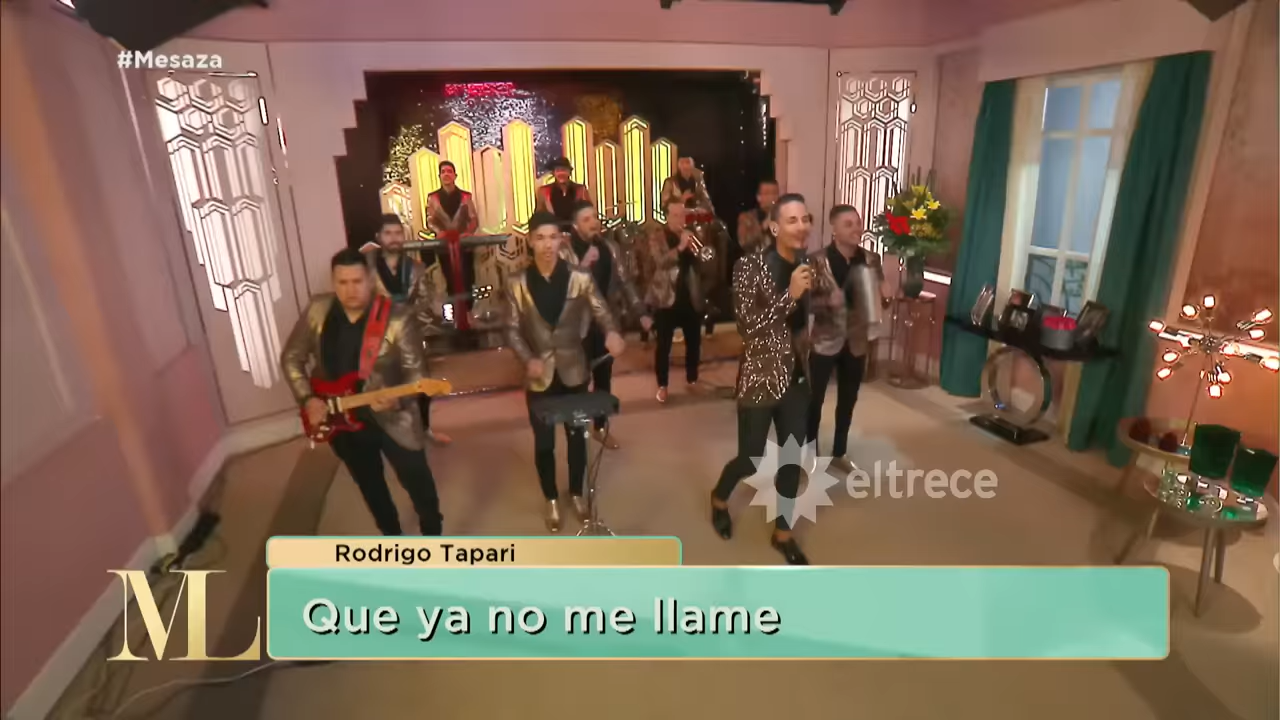 #Mesaza
eltrece
Rodrigo Tapari
ML
Que ya no me llame